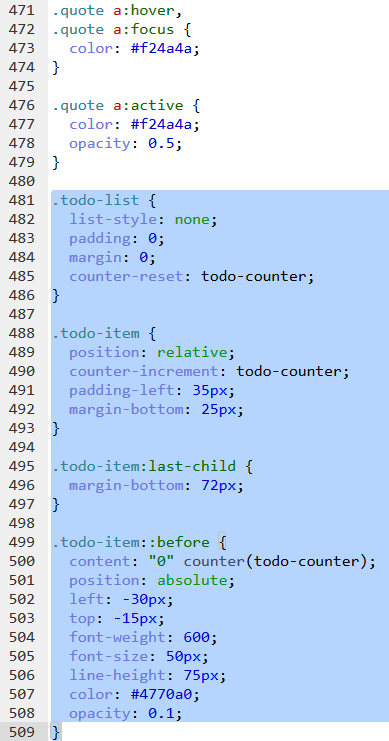 471 .quote a:hover,
472 .quote a:focus {
473   color: #f24a4a;
474 }
475
476 .quote a:active {
477   color: #f24a4a;
478   opacity: 0.5;
479 }
480
481 .todo-list {
482   list-style: none;
483   padding: 0;
484   margin: 0;
485   counter-reset: todo-counter;
486 }
487
488 .todo-item {
489   position: relative;
490   counter-increment: todo-counter;
491   padding-left: 35px;
492   margin-bottom: 25px;
493 }
494
495 .todo-item:last-child {
496   margin-bottom: 72px;
497 }
498
499 .todo-item::before {
500   content: "0" counter(todo-counter);
501   position: absolute;
502   left: -30px;
503   top: -15px;
504   font-weight: 600;
505   font-size: 50px;
506   line-height: 75px;
507   color: #4770a0;
508   opacity: 0.1;
509 }